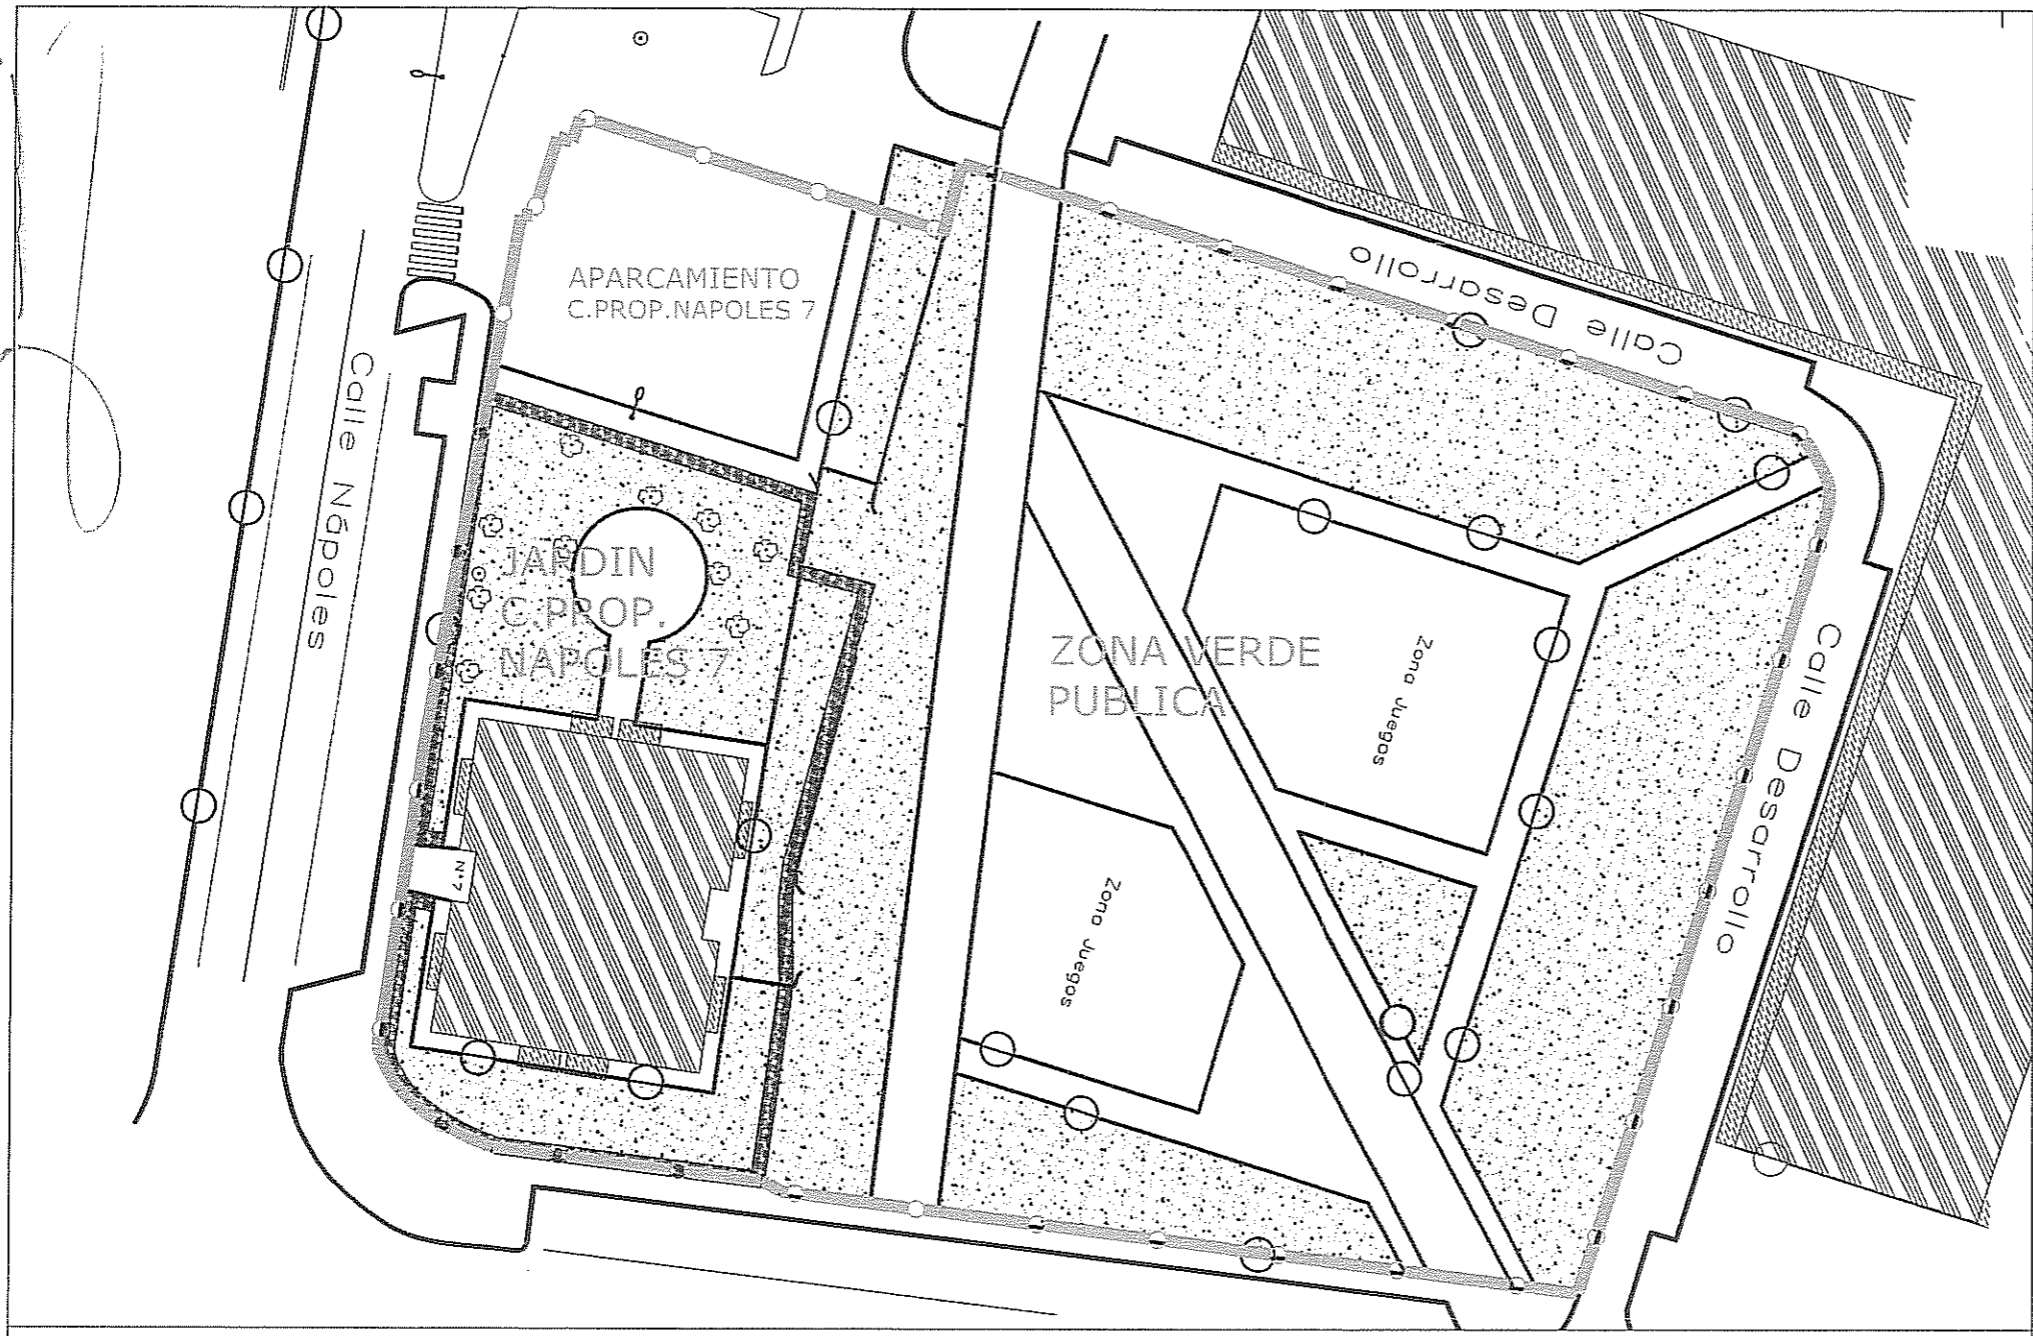 APARCAMIENTO
C.PROP.NAPOLES 7
Calle Desarrollo
Calle Nápoles
JARDIN
C.PROP.
NAPOLES 7
ZONA VERDE
PUBLICA
Zona Juegos
Calle Desarrollo
Zona Juegos
Nº7